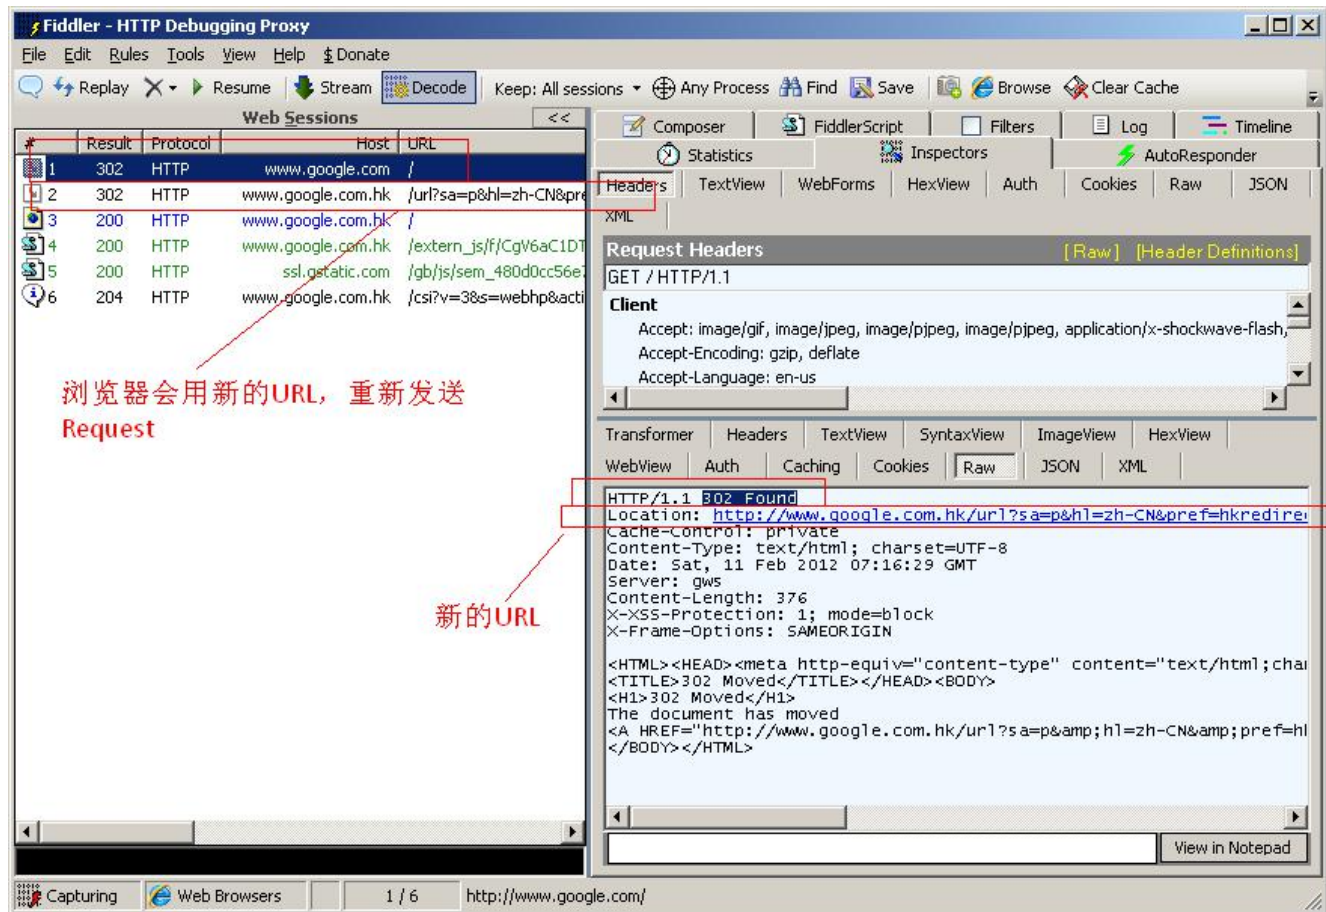 Fiddler - HTTP Debugging Proxy
File Edit Rules Tools View Help $ Donate
Replay Resume Stream Decode Keep: All sessions Any Process Find Save Browse Clear Cache
Web Sessions <<
# Result Protocol Host URL
1 302 HTTP www.google.com /
2 302 HTTP www.google.com.hk /url?sa=p&hl=zh-CN&pre
3 200 HTTP www.google.com.hk /
4 200 HTTP www.google.com.hk /extern_js/f/CgV6aC1DT
5 200 HTTP ssl.gstatic.com /gb/js/sem_480d0cc56e7
6 204 HTTP www.google.com.hk /csi?v=3&s=webhp&acti
浏览器会用新的URL，重新发送
Request
新的URL
Composer FiddlerScript Filters Log Timeline
Statistics Inspectors AutoResponder
Headers TextView WebForms HexView Auth Cookies Raw JSON
XML
Request Headers [Raw] [Header Definitions]
GET / HTTP/1.1
Client
Accept: image/gif, image/jpeg, image/pjpeg, image/pjpeg, application/x-shockwave-flash,
Accept-Encoding: gzip, deflate
Accept-Language: en-us
Transformer Headers TextView SyntaxView ImageView HexView
WebView Auth Caching Cookies Raw JSON XML
HTTP/1.1 302 Found
Location: http://www.google.com.hk/url?sa=p&hl=zh-CN&pref=hkredire
Cache-Control: private
Content-Type: text/html; charset=UTF-8
Date: Sat, 11 Feb 2012 07:16:29 GMT
Server: gws
Content-Length: 376
X-XSS-Protection: 1; mode=block
X-Frame-Options: SAMEORIGIN
<HTML><HEAD><meta http-equiv="content-type" content="text/html;char
<TITLE>302 Moved</TITLE></HEAD><BODY>
<H1>302 Moved</H1>
The document has moved
<A HREF="http://www.google.com.hk/url?sa=p&amp;hl=zh-CN&amp;pref=hl
</BODY></HTML>
View in Notepad
Capturing Web Browsers 1 / 6 http://www.google.com/